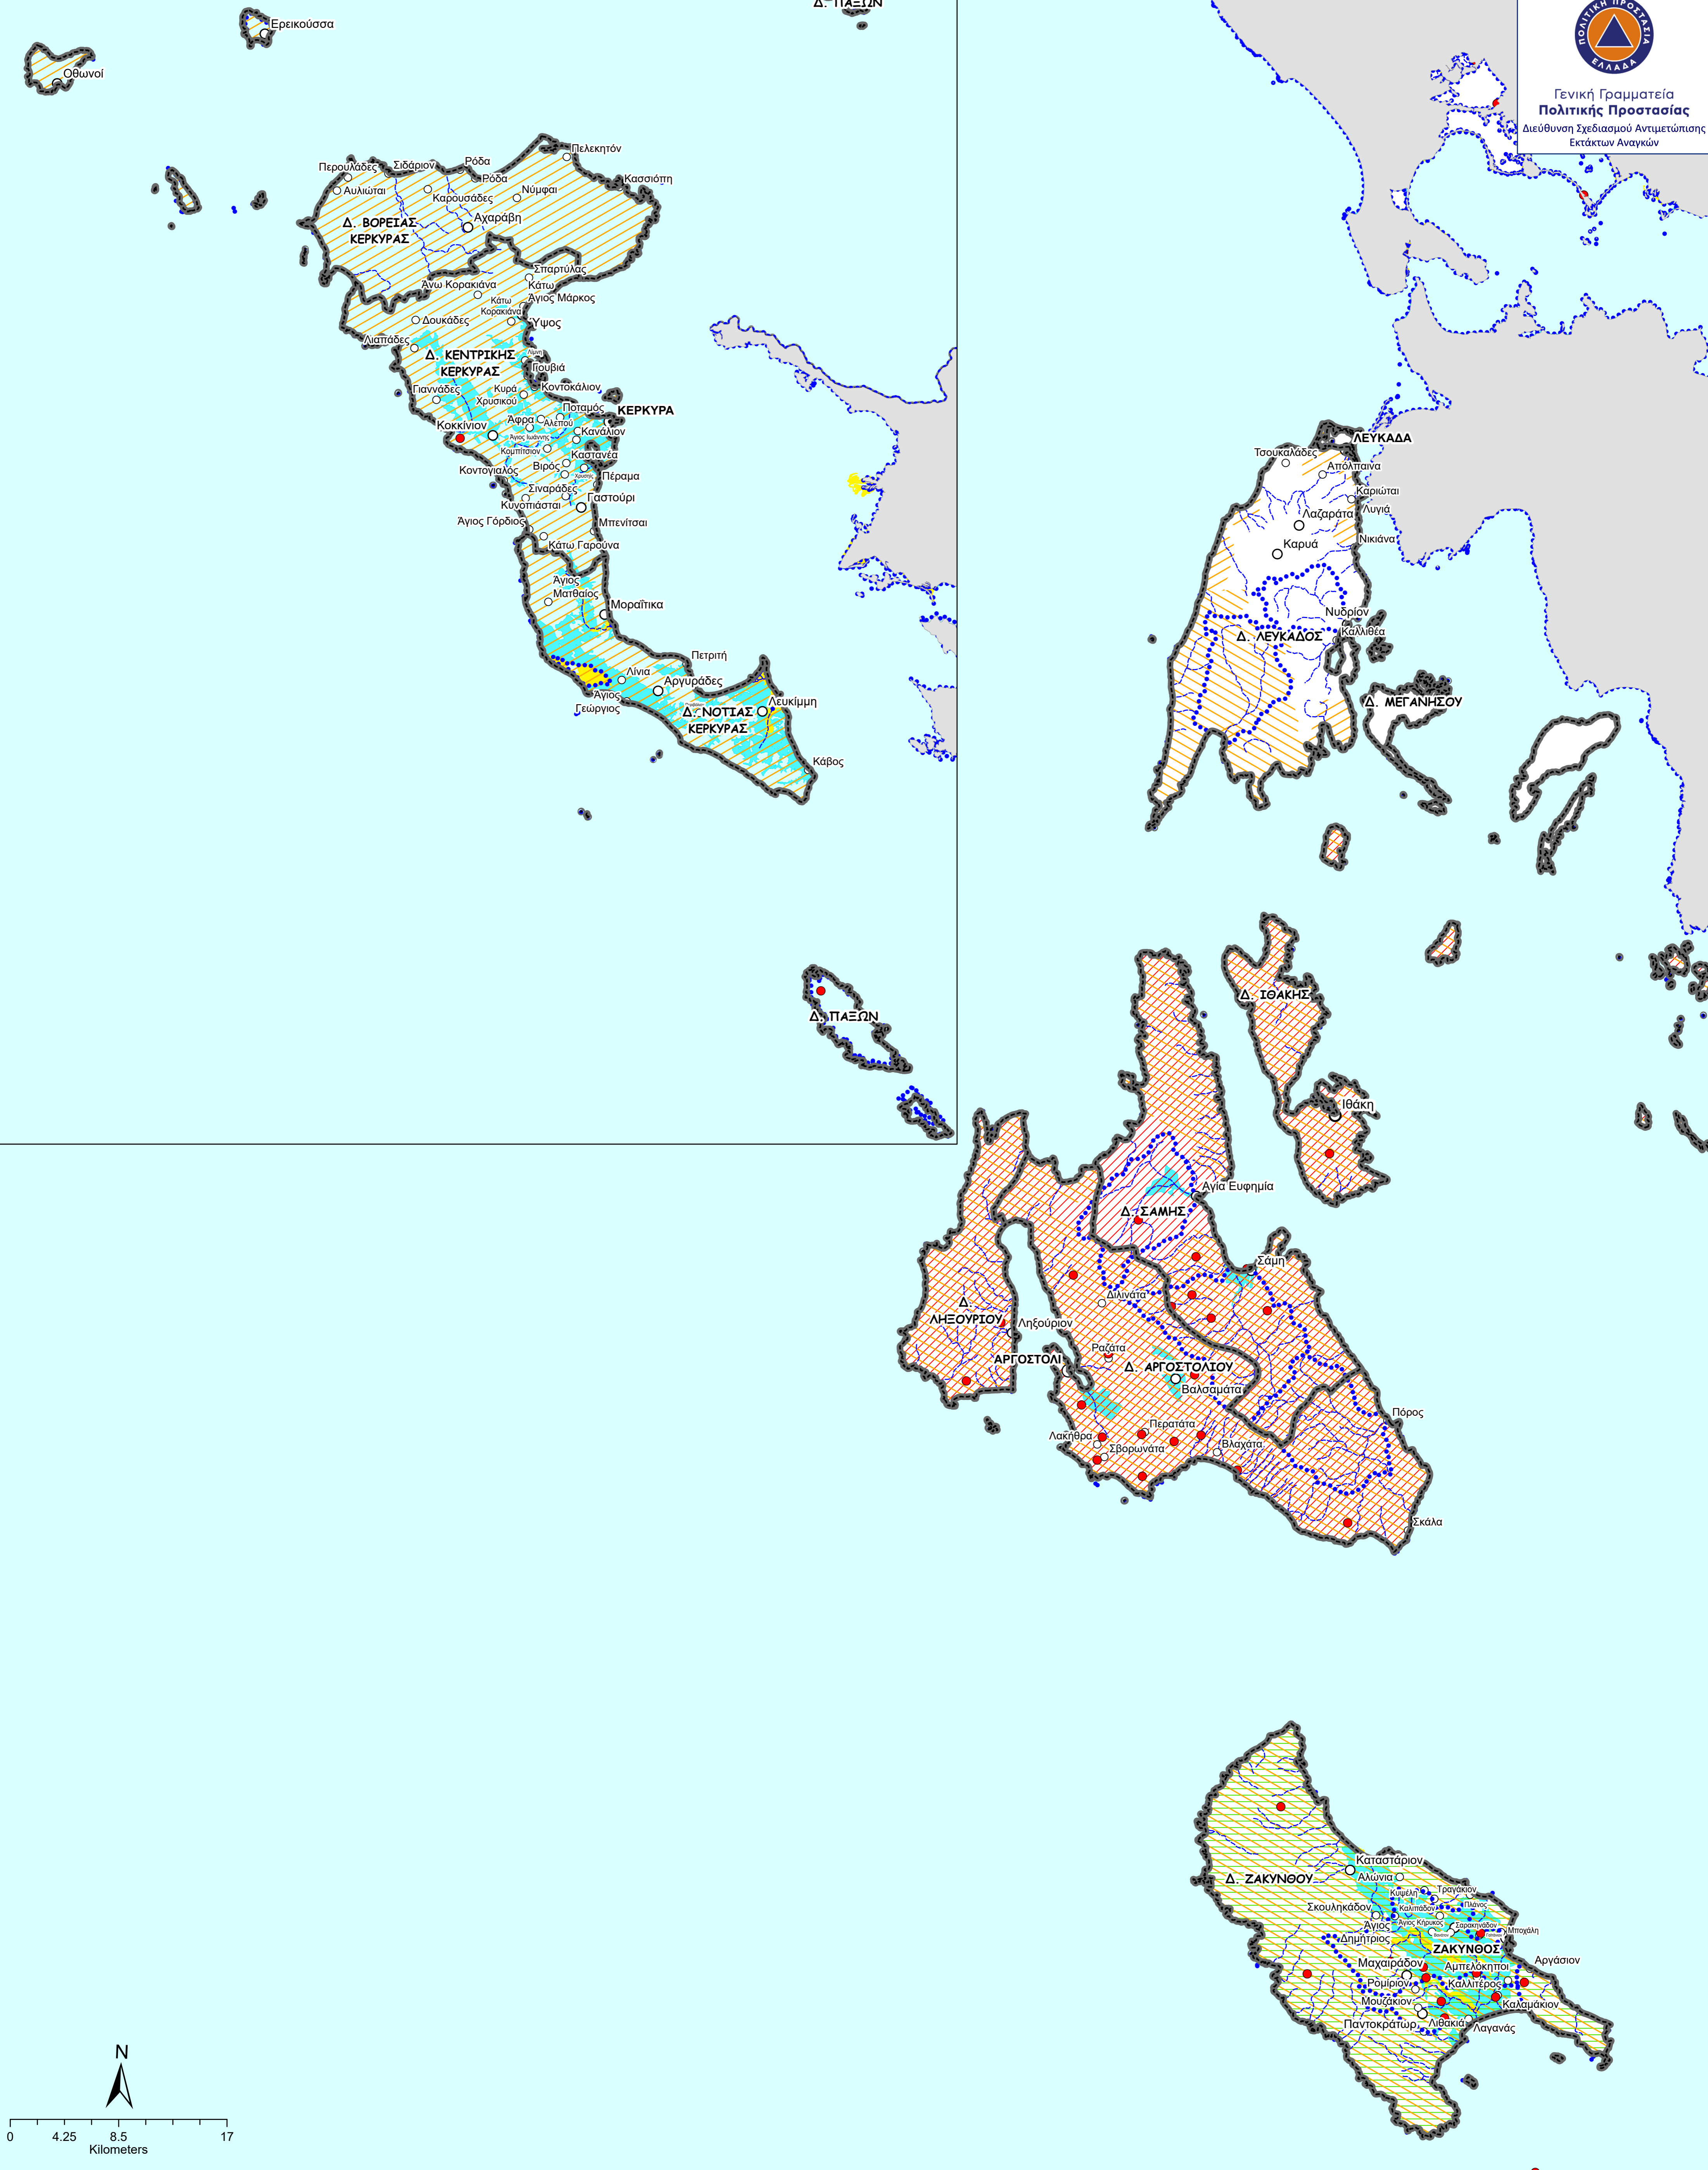 Δ. ΠΑΞΩΝ
ΠΟΛΙΤΙΚΗ ΠΡΟΣΤΑΣΙΑ
ΕΛΛΑΔΑ
Γενική Γραμματεία
Πολιτικής Προστασίας
Διεύθυνση Σχεδιασμού Αντιμετώπισης
Εκτάκτων Αναγκών
Ερεικούσσα
Οθωνοί
Πελεκητόν
Περουλάδες
Σιδάριον
Ρόδα
Ρόδα
Κασσιόπη
Αυλιώται
Καρουσάδες
Νύμφαι
Αχαράβη
Δ. ΒΟΡΕΙΑΣ
ΚΕΡΚΥΡΑΣ
Σπαρτύλας
Άνω Κορακιάνα
Κάτω
Άγιος Μάρκος
Κάτω
Κορακιάνα
Δουκάδες
Ύψος
Λιαπάδες
Δ. ΚΕΝΤΡΙΚΗΣ
ΚΕΡΚΥΡΑΣ
Λίμνη
Γουβιά
Γιαννάδες
Κυρά
Χρυσικού
Κοντοκάλιον
Ποταμός
ΚΕΡΚΥΡΑ
Κοκκίνιον
Άφρα
Αλεπού
Κανάλιον
Άγιος Ιωάννης
Κομπίτσιον
Καστανέα
Κοντογιαλός
Βιρός
Χρυσής
Πέραμα
Σιναράδες
Κυνοπιάσται
Γαστούρι
Άγιος Γόρδιος
Μπενίτσαι
Κάτω Γαρούνα
Άγιος
Ματθαίος
Μοραΐτικα
Πετριτή
Λίνια
Αργυράδες
Άγιος
Γεώργιος
Δ. ΝΟΤΙΑΣ
ΚΕΡΚΥΡΑΣ
Λευκίμμη
Κάβος
Δ. ΠΑΞΩΝ
ΛΕΥΚΑΔΑ
Τσουκαλάδες
Απόλπαινα
Καριώται
Λυγιά
Λαζαράτα
Νικιάνα
Καρυά
Νυδρίον
Δ. ΛΕΥΚΑΔΟΣ
Καλλιθέα
Δ. ΜΕΓΑΝΗΣΟΥ
Δ. ΙΘΑΚΗΣ
Ιθάκη
Αγία Ευφημία
Δ. ΣΑΜΗΣ
Σάμη
Διλινάτα
Δ.
ΛΗΞΟΥΡΙΟΥ
Ληξούριον
Ραζάτα
ΑΡΓΟΣΤΟΛΙ
Δ. ΑΡΓΟΣΤΟΛΙΟΥ
Βαλσαμάτα
Πόρος
Περατάτα
Λακήθρα
Σβορωνάτα
Βλαχάτα
Σκάλα
Καταστάριον
Δ. ΖΑΚΥΝΘΟΥ
Αλώνια
Κυψέλη
Τραγάκιον
Σκουληκάδον
Καλιπάδον
Πλάνος
Άγιος
Δημήτριος
Άγιος Κήρυκος
Σαρακηνάδον
Μποχάλη
ΖΑΚΥΝΘΟΣ
Μαχαιράδον
Αμπελόκηποι
Αργάσιον
Ρομίριον
Καλλιτέρος
Μουζάκιον
Καλαμάκιον
Παντοκράτωρ
Λιθακιά
Λαγανάς
N
0 4.25 8.5 17
Kilometers